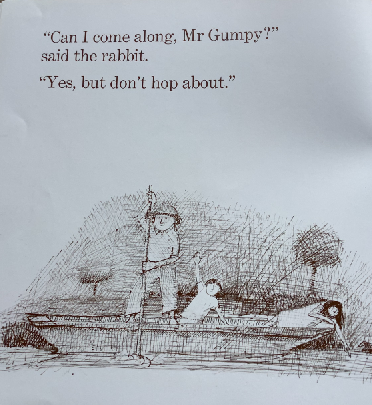 “Can I come along, Mr Gumpy?”
said the rabbit.
“Yes, but don’t hop about.”